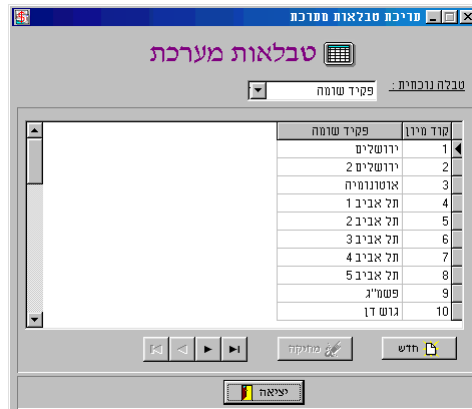 עריכת טבלאות מערכת
טבלאות מערכת
טבלה נוכחית : פקיד שומה
קוד מיון פקיד שומה
1 ירושלים
2 ירושלים 2
3 אוטונומיה
4 תל אביב 1
5 תל אביב 2
6 תל אביב 3
7 תל אביב 4
8 תל אביב 5
9 פשמ"ג
10 גוש דן
חדש מחיקה
יציאה